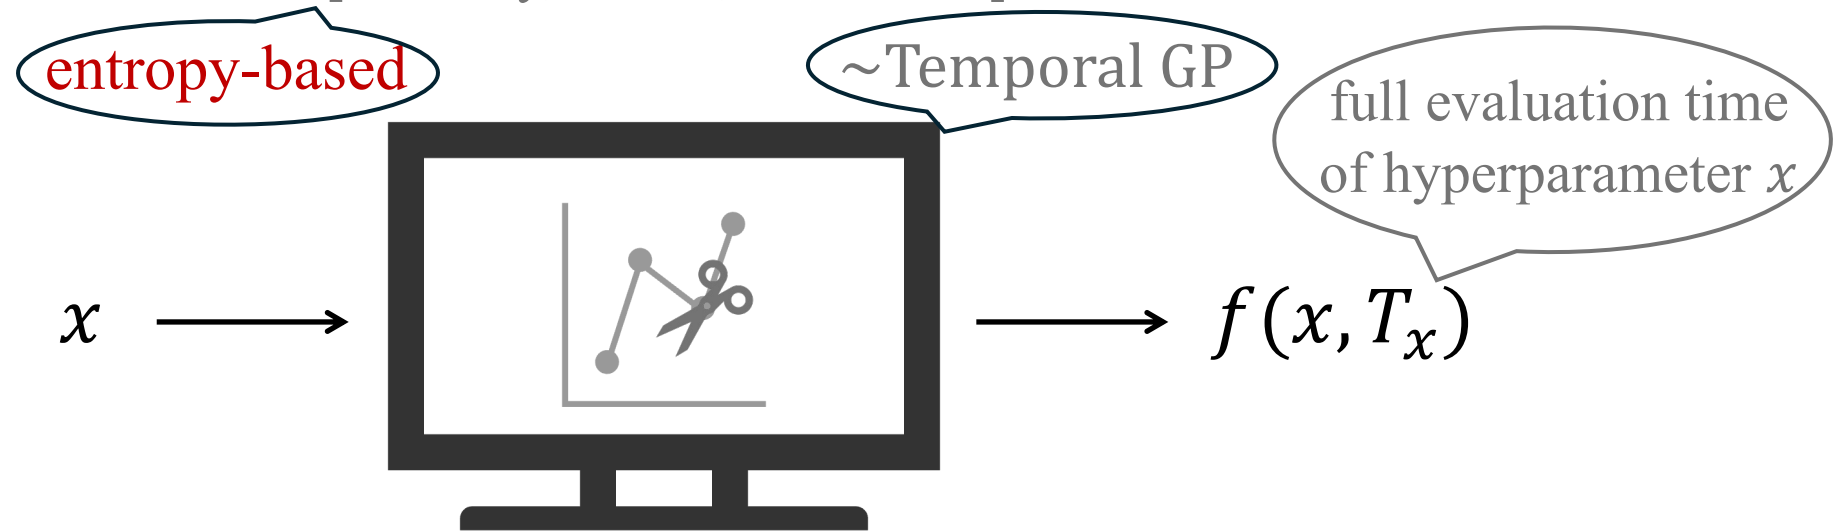 entropy-based
~Temporal GP
full evaluation time
of hyperparameter x
x
f(x, Tₓ)